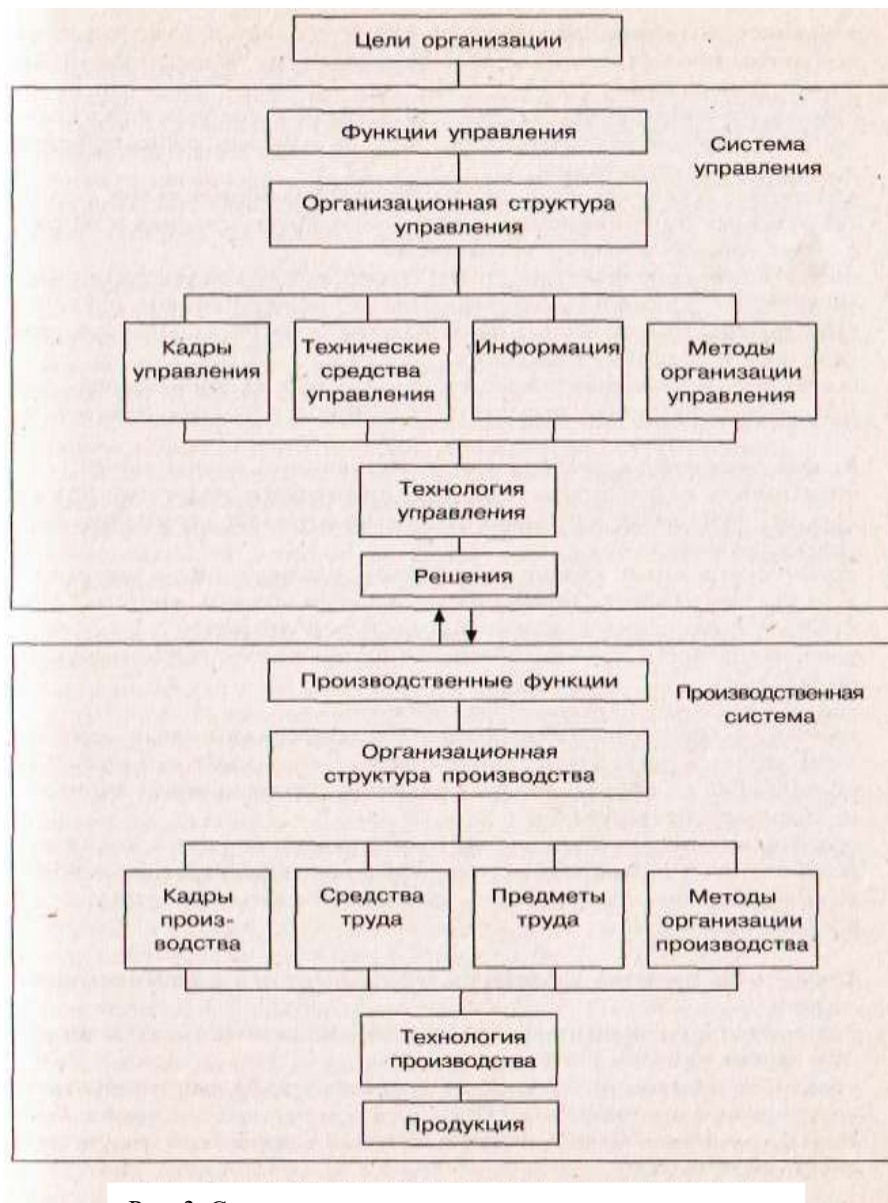 Цели организации
Функции управления
Система
управления
Организационная структура
управления
Кадры
управления
Технические
средства
управления
Информация
Методы
организации
управления
Технология
управления
Решения
Производственные функции
Производственная
система
Организационная
структура производства
Кадры
произ-
водства
Средства
труда
Предметы
труда
Методы
организации
производства
Технология
производства
Продукция